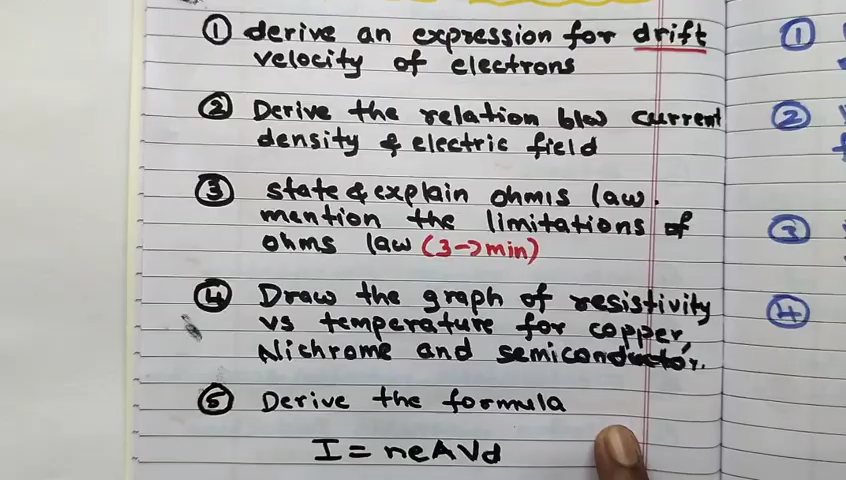 ① derive an expression for drift
velocity of electrons
② Derive the relation b/w current
density & electric field
③ state & explain ohmis law.
mention the limitations of
ohms law (3->min)
④ Draw the graph of resistivity
vs temperature for copper,
Nichrome and semiconductor.
⑤ Derive the formula
I = neAVd
①
②
③
④